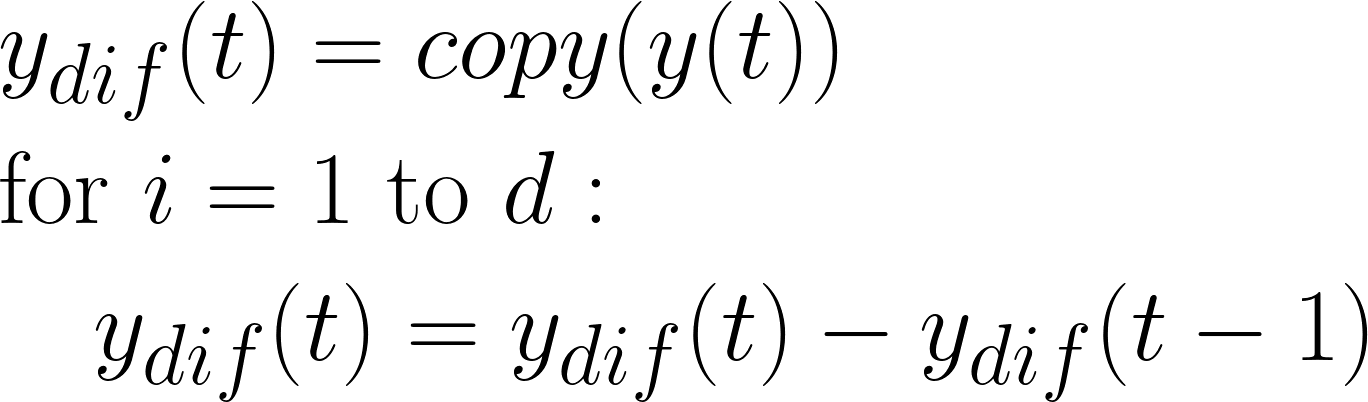 y_{dif}(t) = copy(y(t))
for i = 1 to d :
y_{dif}(t) = y_{dif}(t) − y_{dif}(t − 1)